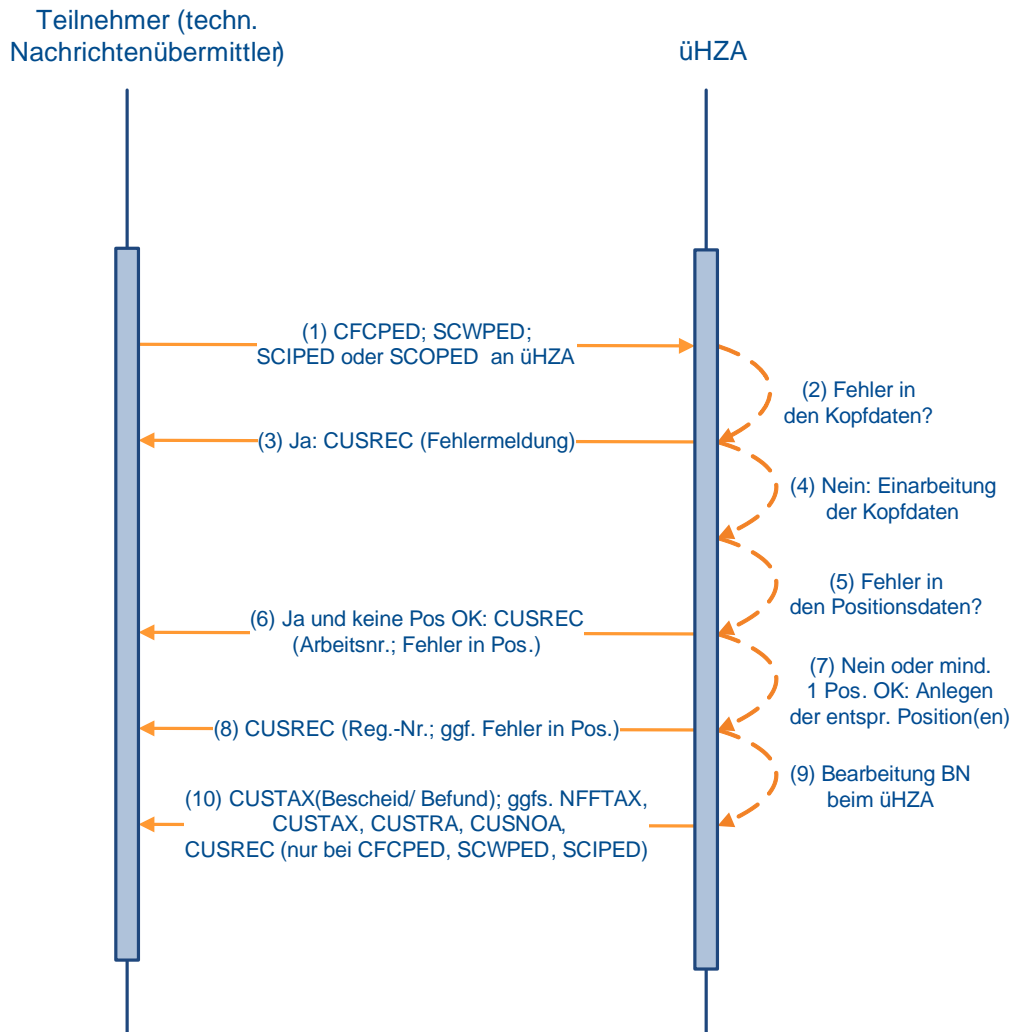 Teilnehmer (techn.
Nachrichtenübermittler)
üHZA
(1) CFCPED; SCWPED;
SCIPED oder SCOPED an üHZA
(2) Fehler in
den Kopfdaten?
(3) Ja: CUSREC (Fehlermeldung)
(4) Nein: Einarbeitung
der Kopfdaten
(5) Fehler in
den Positionsdaten?
(6) Ja und keine Pos OK: CUSREC
(Arbeitsnr.; Fehler in Pos.)
(7) Nein oder mind.
1 Pos. OK: Anlegen
der entspr. Position(en)
(8) CUSREC (Reg.-Nr.; ggf. Fehler in Pos.)
(9) Bearbeitung BN
beim üHZA
(10) CUSTAX(Bescheid/ Befund); ggfs. NFFTAX,
CUSTAX, CUSTRA, CUSNOA,
CUSREC (nur bei CFCPED, SCWPED, SCIPED)